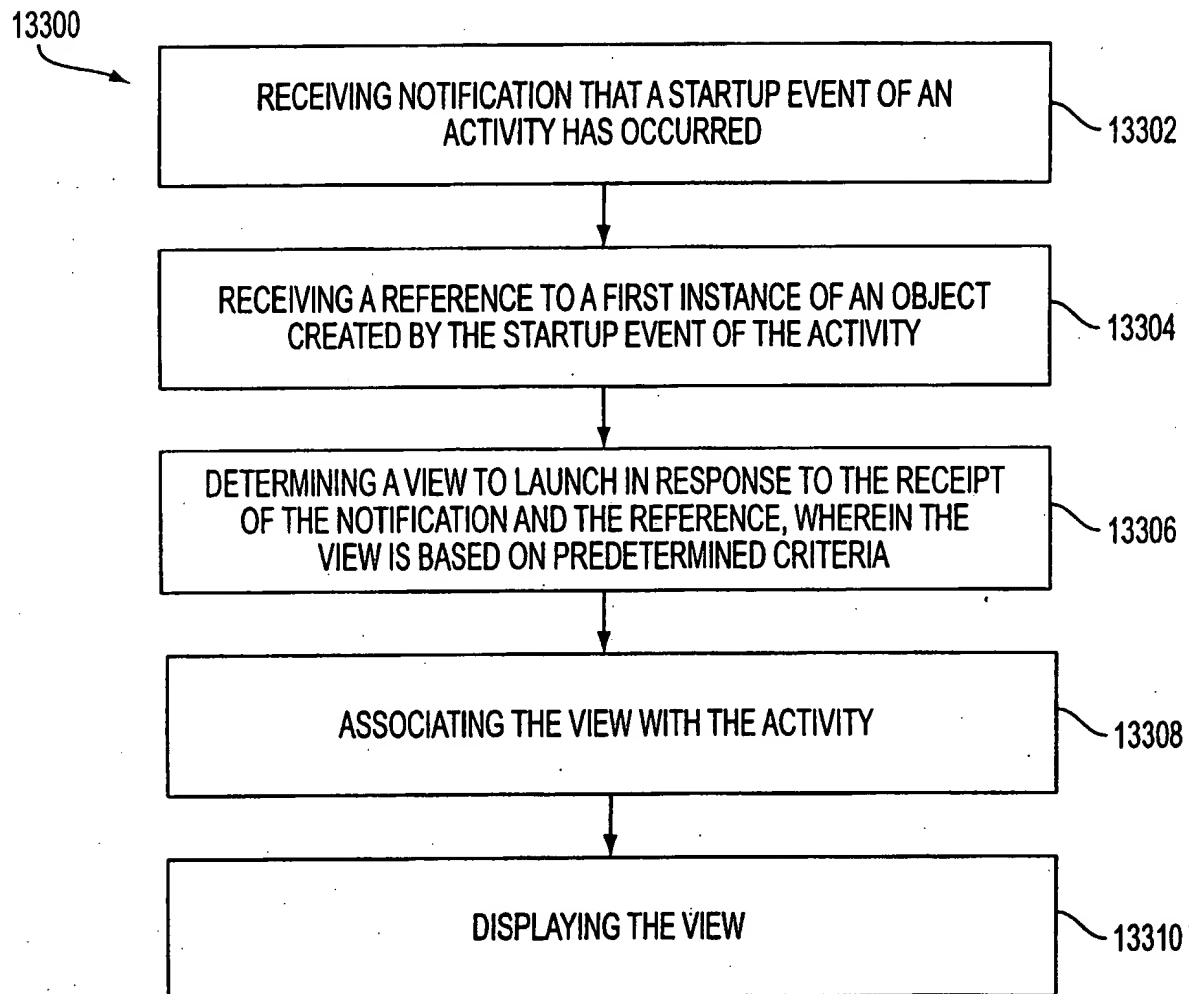 13300
RECEIVING NOTIFICATION THAT A STARTUP EVENT OF AN
ACTIVITY HAS OCCURRED
13302
RECEIVING A REFERENCE TO A FIRST INSTANCE OF AN OBJECT
CREATED BY THE STARTUP EVENT OF THE ACTIVITY
13304
DETERMINING A VIEW TO LAUNCH IN RESPONSE TO THE RECEIPT
OF THE NOTIFICATION AND THE REFERENCE, WHEREIN THE
VIEW IS BASED ON PREDETERMINED CRITERIA
13306
ASSOCIATING THE VIEW WITH THE ACTIVITY
13308
DISPLAYING THE VIEW
13310